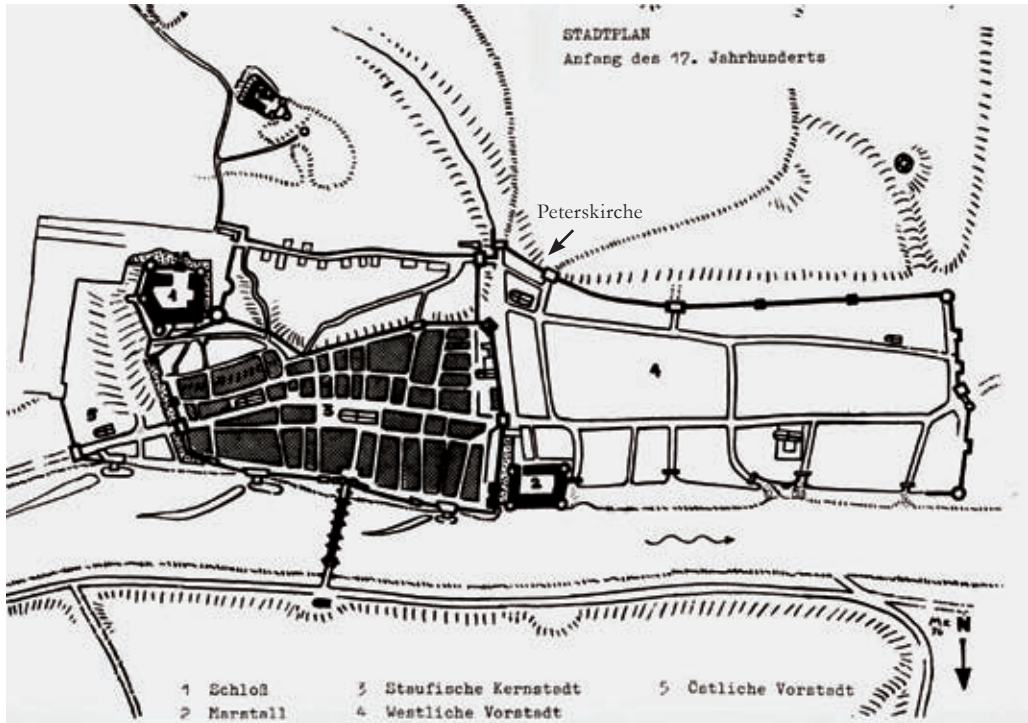 STADTPLAN
Anfang des 17. Jahrhunderts
Peterskirche
1
4
3
5
2
N
1 Schloß
2 Marstall
3 Staufische Kernstadt
4 Westliche Vorstadt
5 Östliche Vorstadt